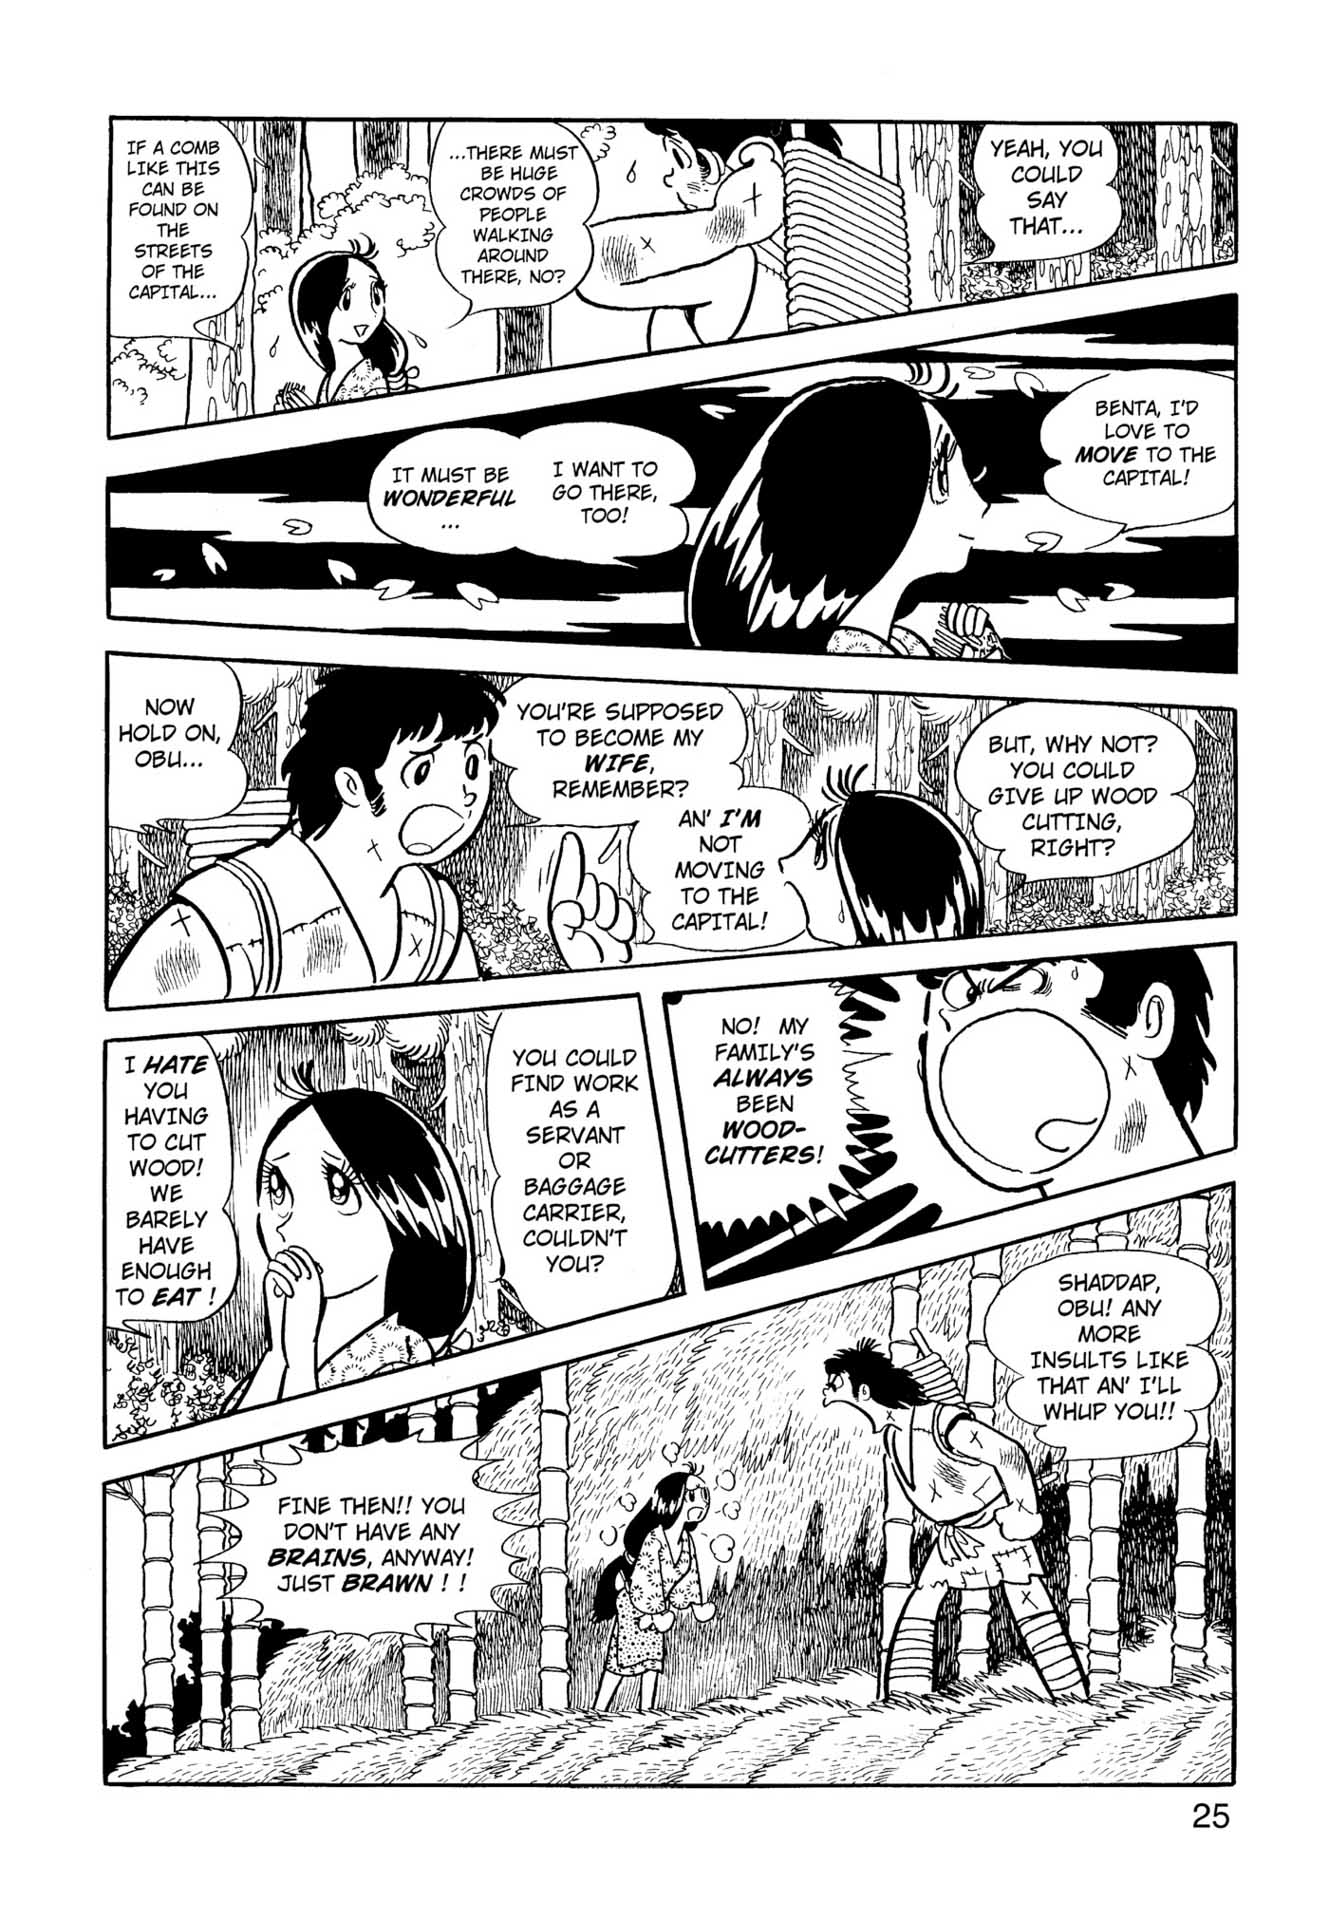 IF A COMB
LIKE THIS
CAN BE
FOUND ON
THE
STREETS
OF THE
CAPITAL...
...THERE MUST
BE HUGE
CROWDS OF
PEOPLE
WALKING
AROUND
THERE, NO?
YEAH, YOU
COULD
SAY
THAT...
IT MUST BE
WONDERFUL
...
I WANT TO
GO THERE,
TOO!
BENTA, I'D
LOVE TO
MOVE TO THE
CAPITAL!
NOW
HOLD ON,
OBU...
YOU'RE SUPPOSED
TO BECOME MY
WIFE,
REMEMBER?
AN' I'M
NOT
MOVING
TO THE
CAPITAL!
BUT, WHY NOT?
YOU COULD
GIVE UP WOOD
CUTTING,
RIGHT?
I HATE
YOU
HAVING
TO CUT
WOOD!
WE
BARELY
HAVE
ENOUGH
TO EAT !
YOU COULD
FIND WORK
AS A
SERVANT
OR
BAGGAGE
CARRIER,
COULDN'T
YOU?
NO! MY
FAMILY'S
ALWAYS
BEEN
WOOD-
CUTTERS!
FINE THEN!! YOU
DON'T HAVE ANY
BRAINS, ANYWAY!
JUST BRAWN ! !
SHADDAP,
OBU! ANY
MORE
INSULTS LIKE
THAT AN' I'LL
WHUP YOU!!
25